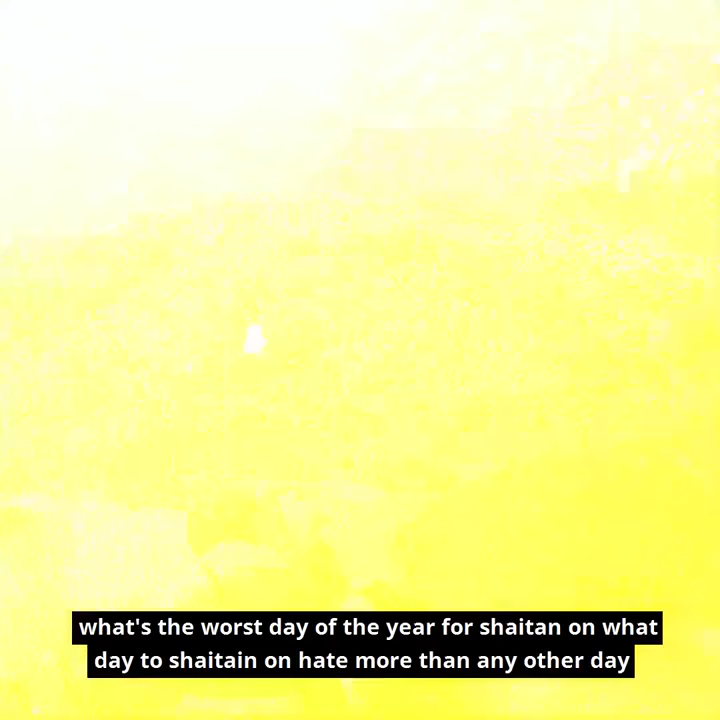 what's the worst day of the year for shaitan on what
day to shaitain on hate more than any other day